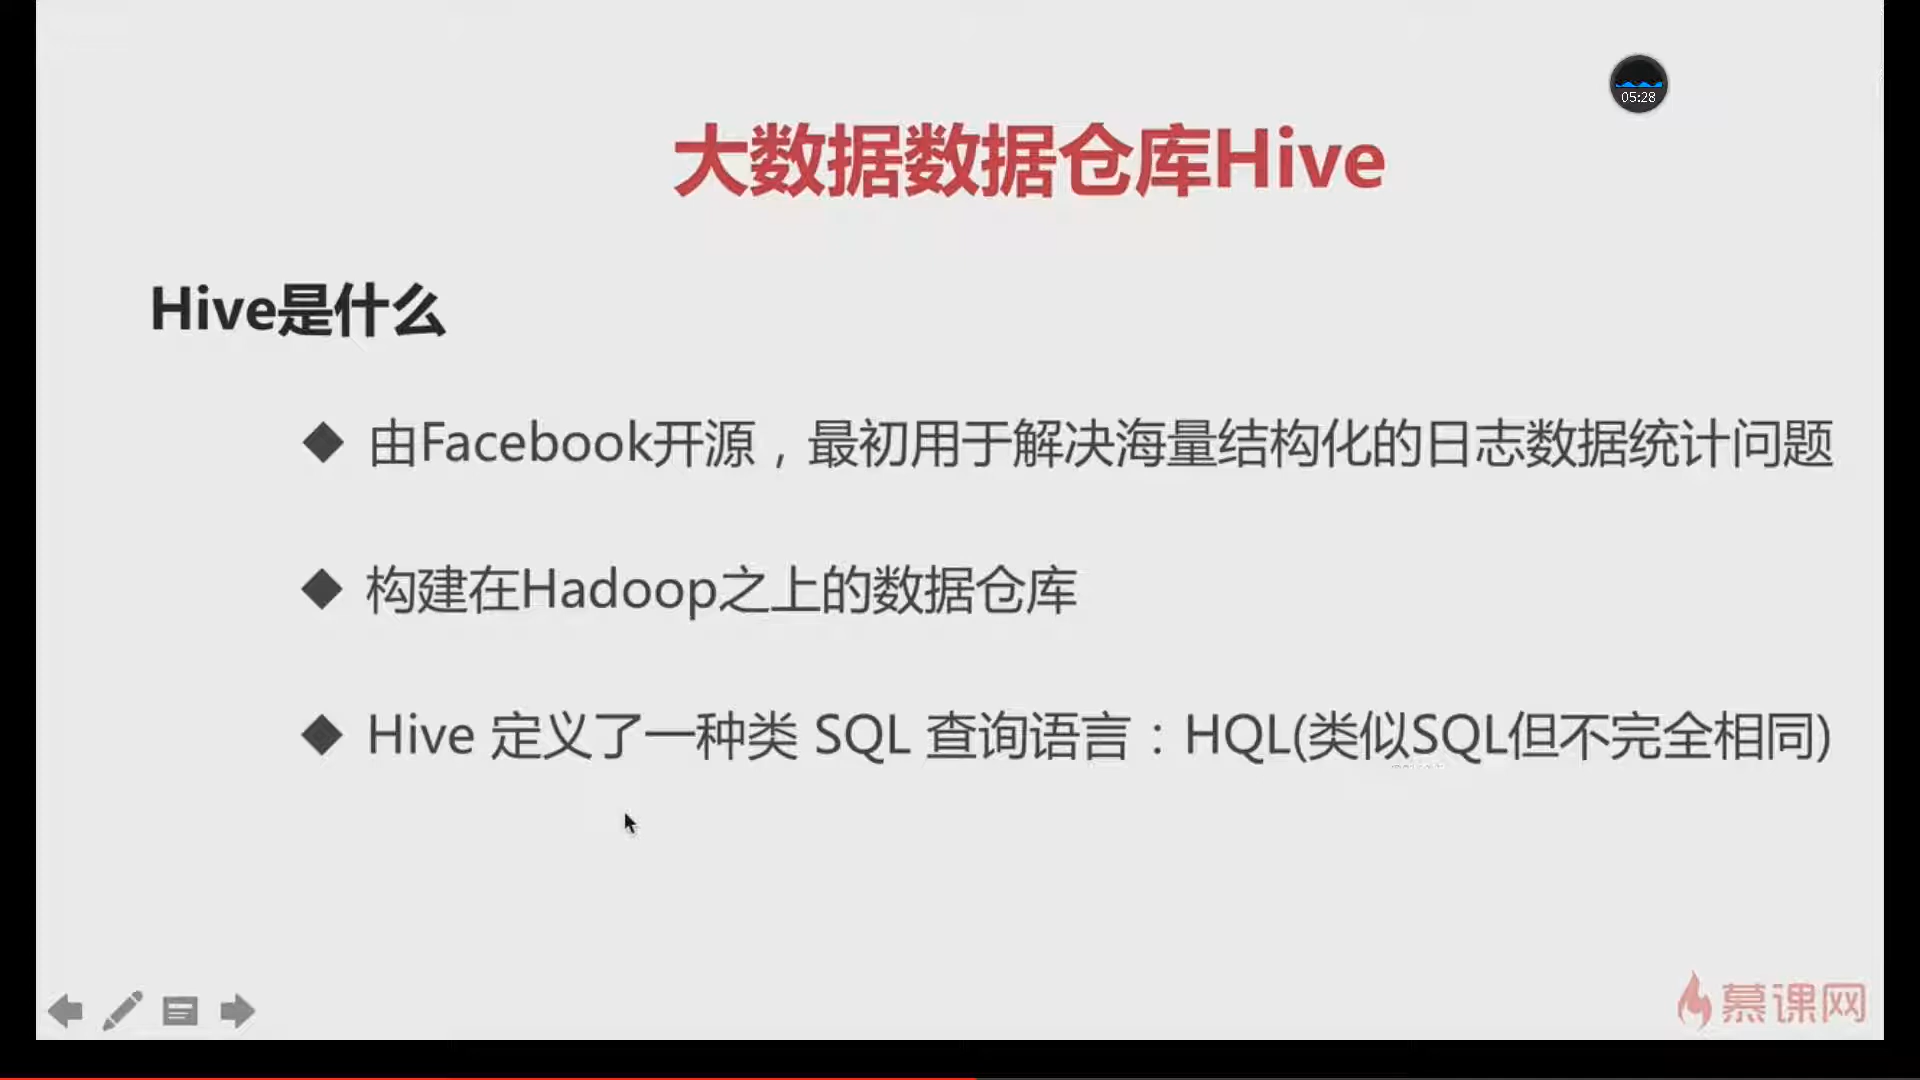 05:28
大数据数据仓库Hive
Hive是什么
◆ 由Facebook开源，最初用于解决海量结构化的日志数据统计问题
◆ 构建在Hadoop之上的数据仓库
◆ Hive 定义了一种类 SQL 查询语言：HQL(类似SQL但不完全相同)
慕课网